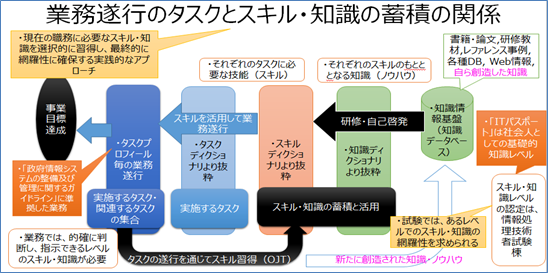 業務遂行のタスクとスキル・知識の蓄積の関係
・現在の職務に必要なスキル・知
識を選択的に習得し、最終的に
網羅性に確保する実践的なアプ
ローチ
・それぞれのタスクに必
要な技能（スキル）
・それぞれのスキルのもとと
となる知識（ノウハウ）
書籍・論文,研修教
材,レファレンス事例,
各種DB, Web情報,
自ら創造した知識
事業
目標
達成
スキルを活用して業
務遂行
研修・自己啓発
・タスクプ
ロフィール
毎の業務
遂行
・タスク
ディクショ
ナリより抜
粋
・スキル
ディクショ
ナリより抜
粋
・知識ディク
ショナリより
抜粋
・知識情
報基盤
（知識
データベー
ス）
・「ITパスポー
ト」は社会人と
しての基礎的
知識レベル
・「政府情報シス
テムの整備及び
管理に関するガ
イドライン」に準
拠した業務
実施するタスク・
関連するタスク
の集合
実施するタスク
スキル・知識の蓄積と活用
スキル・知
識レベルの
認定は、
情報処
理技術
者試験
棟
・業務では、的確に判
断し、指示できるレベル
のスキル・知識が必要
・試験では、あるレベル
でのスキル・知識の
網羅性を求められる
タスクの遂行を通じてスキル習得（OJT）
新たに創造された知識・ノウハウ